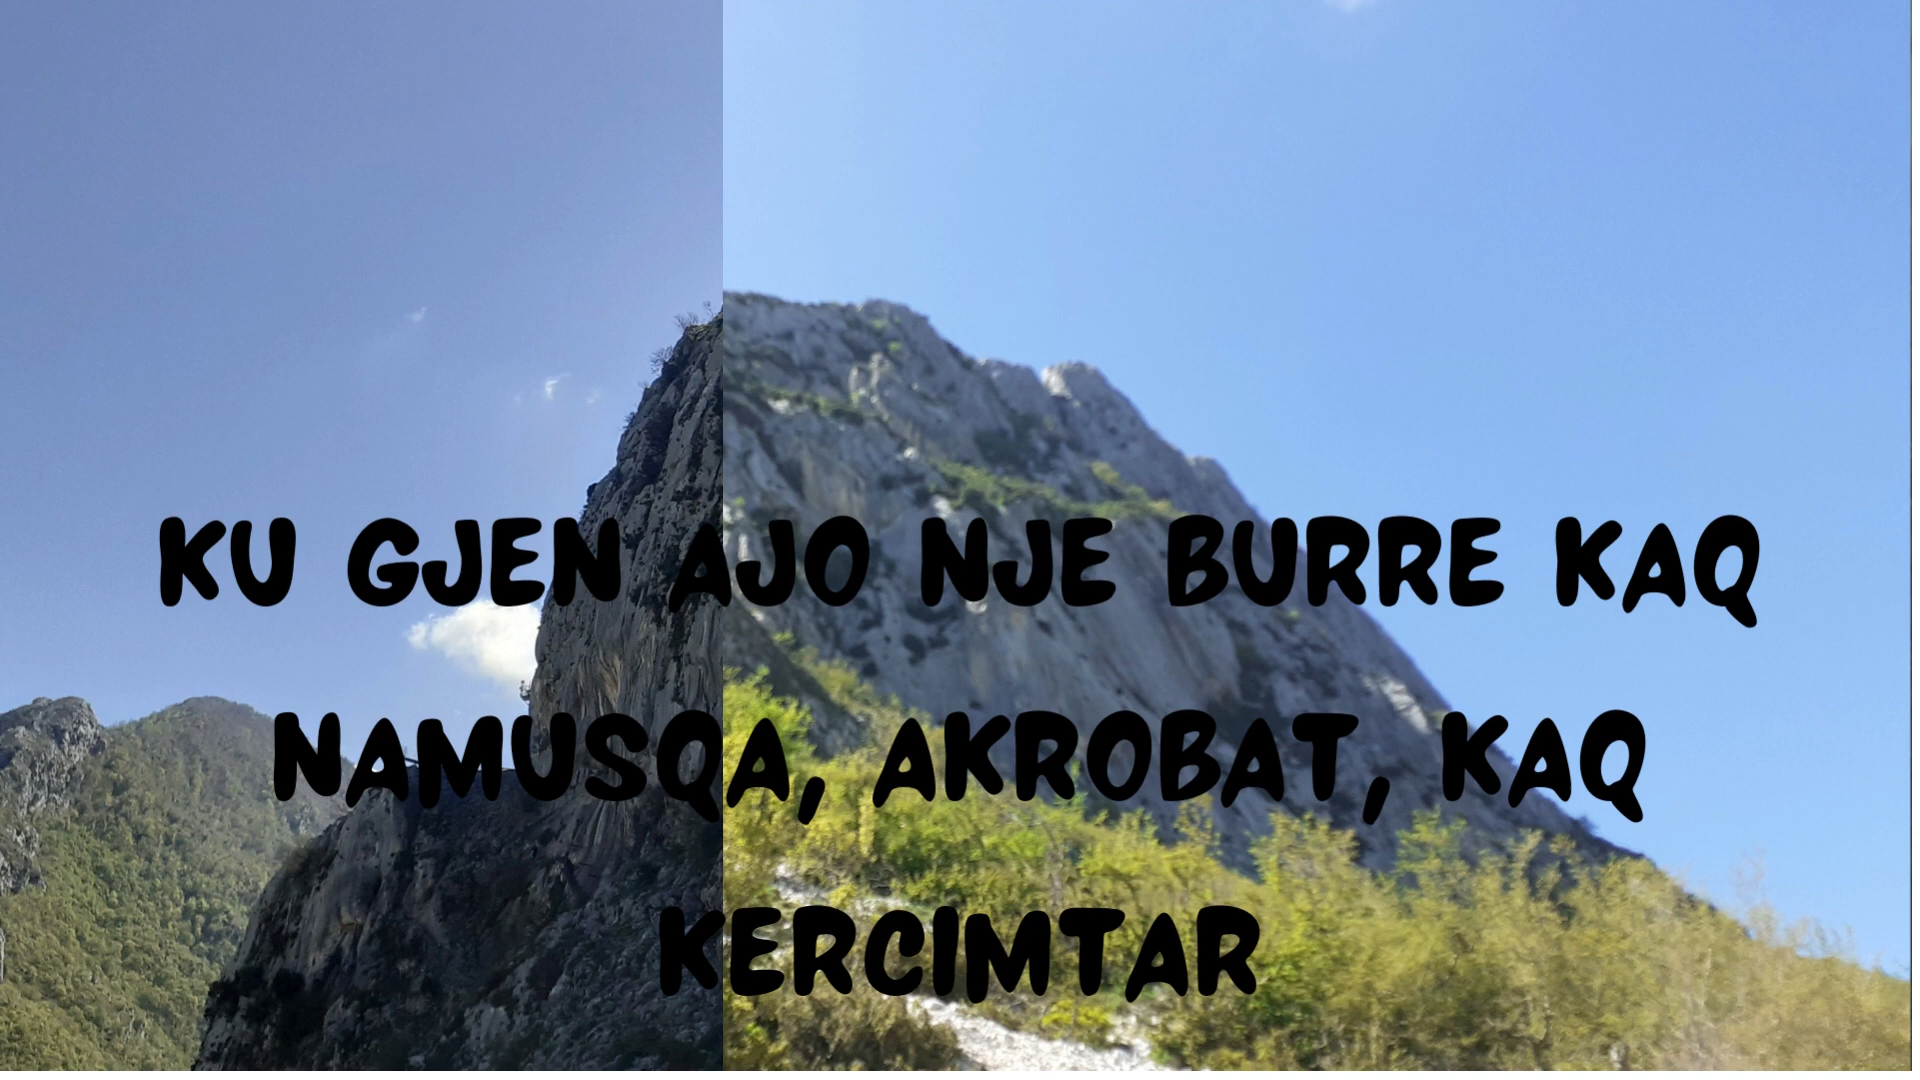 KU GJEN AJO NJE BURRE KAQ
NAMUSQA, AKROBAT, KAQ
KERCIMTAR